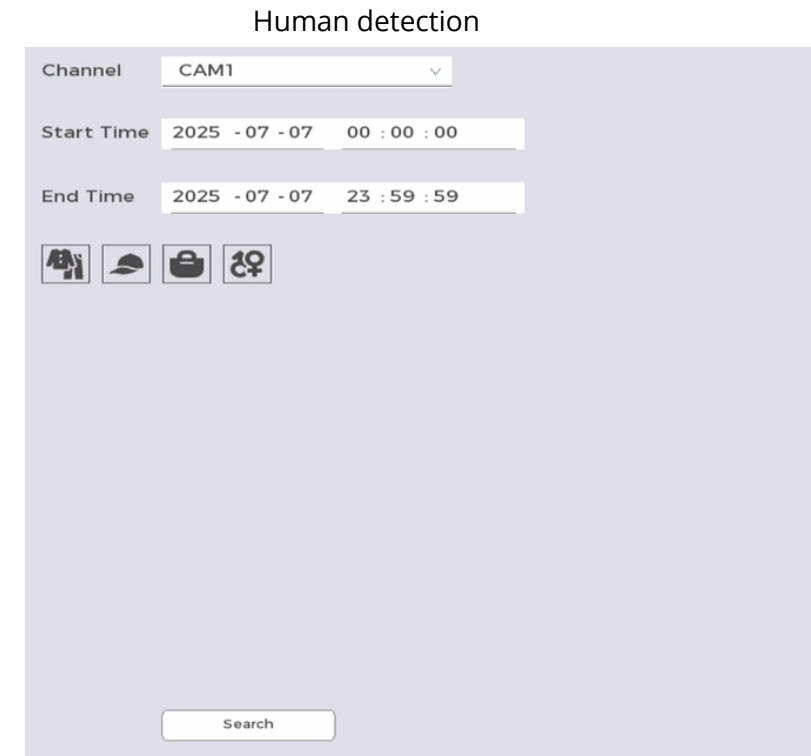 Human detection
Channel CAM1
Start Time 2025 - 07 - 07 00 : 00 : 00
End Time 2025 - 07 - 07 23 : 59 : 59
Search